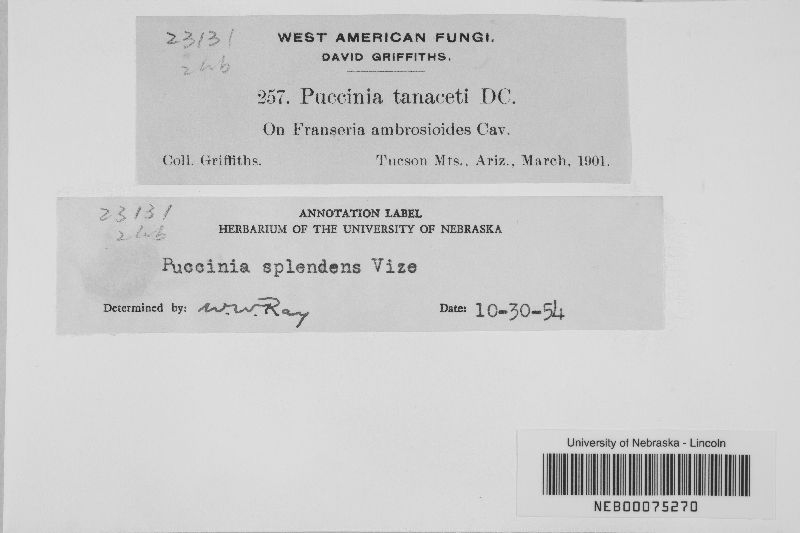 23131
2hb
WEST AMERICAN FUNGI.
DAVID GRIFFITHS.
257. Puccinia tanaceti DC.
On Franseria ambrosioides Cav.
Coll. Griffiths. Tucson Mts., Ariz., March, 1901.
23131
2hb
ANNOTATION LABEL
HERBARIUM OF THE UNIVERSITY OF NEBRASKA
Puccinia splendens Vize
Determined by: W.W. Ray Date: 10-30-54
University of Nebraska - Lincoln
NEB00075270